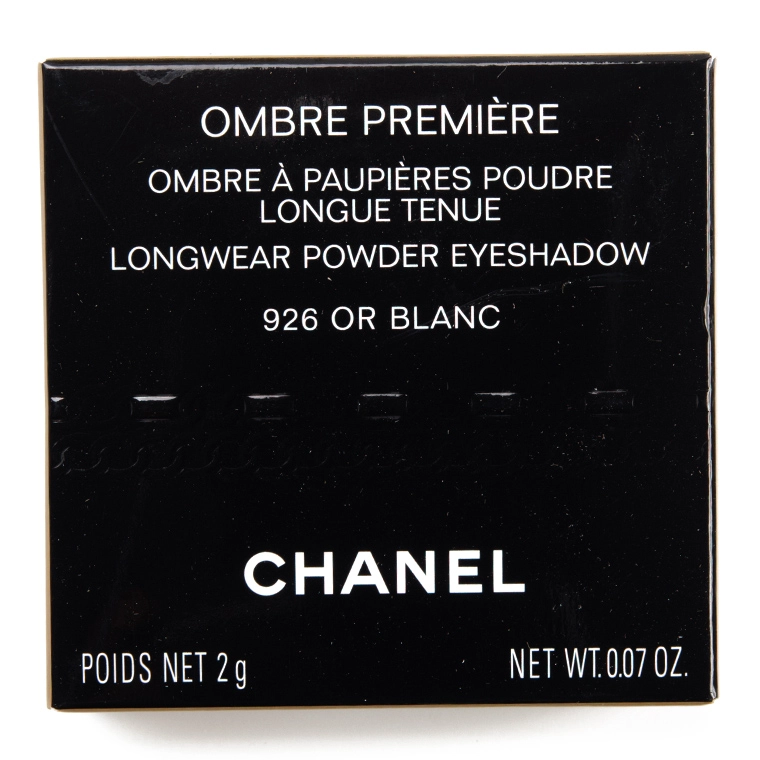 OMBRE PREMIÈRE
OMBRE À PAUPIÈRES POUDRE
LONGUE TENUE
LONGWEAR POWDER EYESHADOW
926 OR BLANC
CHANEL
POIDS NET 2 g
NET WT. 0.07 OZ.